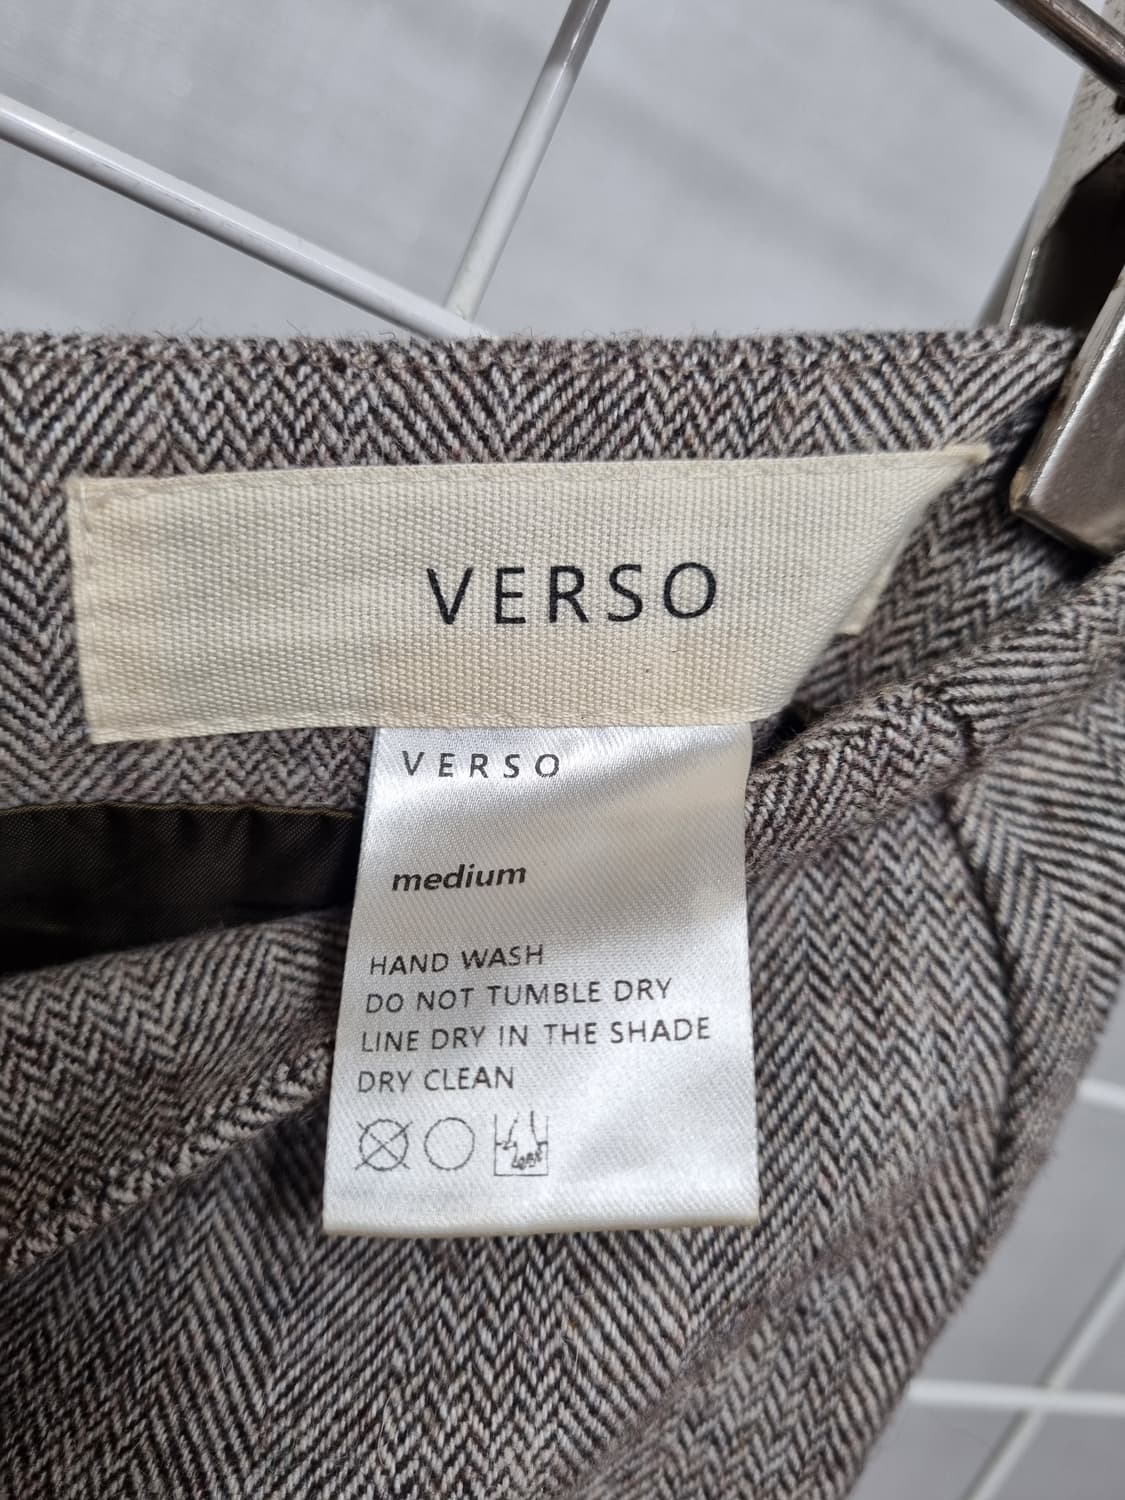 VERSO
VERSO
medium
HAND WASH
DO NOT TUMBLE DRY
LINE DRY IN THE SHADE
DRY CLEAN